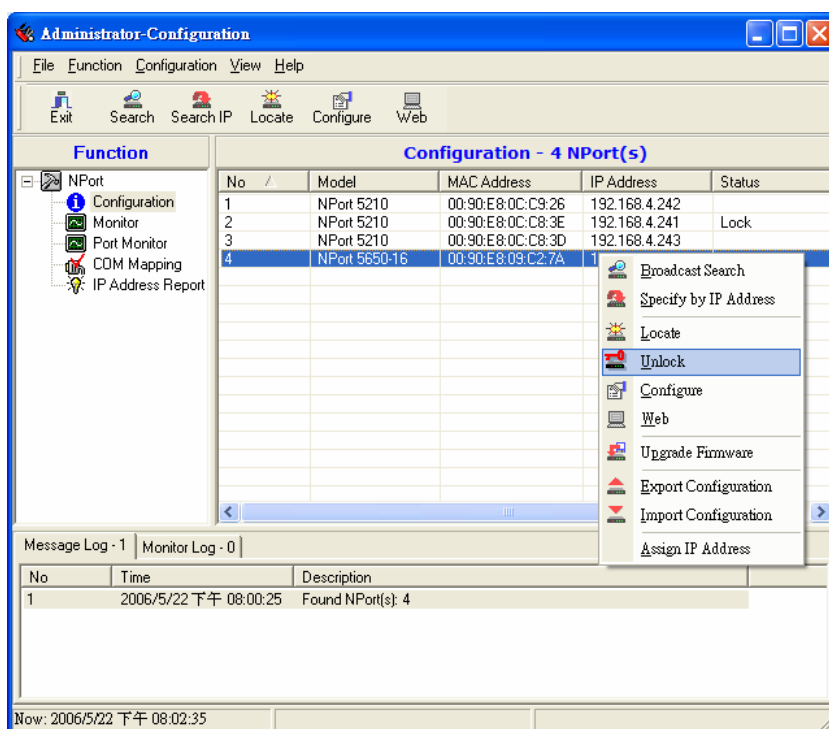 Administrator-Configuration
File Function Configuration View Help
Exit Search Search IP Locate Configure Web
Function
NPort
Configuration
Monitor
Port Monitor
COM Mapping
IP Address Report
Configuration - 4 NPort(s)
No Model MAC Address IP Address Status
1 NPort 5210 00:90:E8:0C:C9:26 192.168.4.242
2 NPort 5210 00:90:E8:0C:C8:3E 192.168.4.241 Lock
3 NPort 5210 00:90:E8:0C:C8:3D 192.168.4.243
4 NPort 5650-16 00:90:E8:09:C2:7A
Broadcast Search
Specify by IP Address
Locate
Unlock
Configure
Web
Upgrade Firmware
Export Configuration
Import Configuration
Assign IP Address
Message Log - 1 Monitor Log - 0
No Time Description
1 2006/5/22 下午 08:00:25 Found NPort(s): 4
Now: 2006/5/22 下午 08:02:35